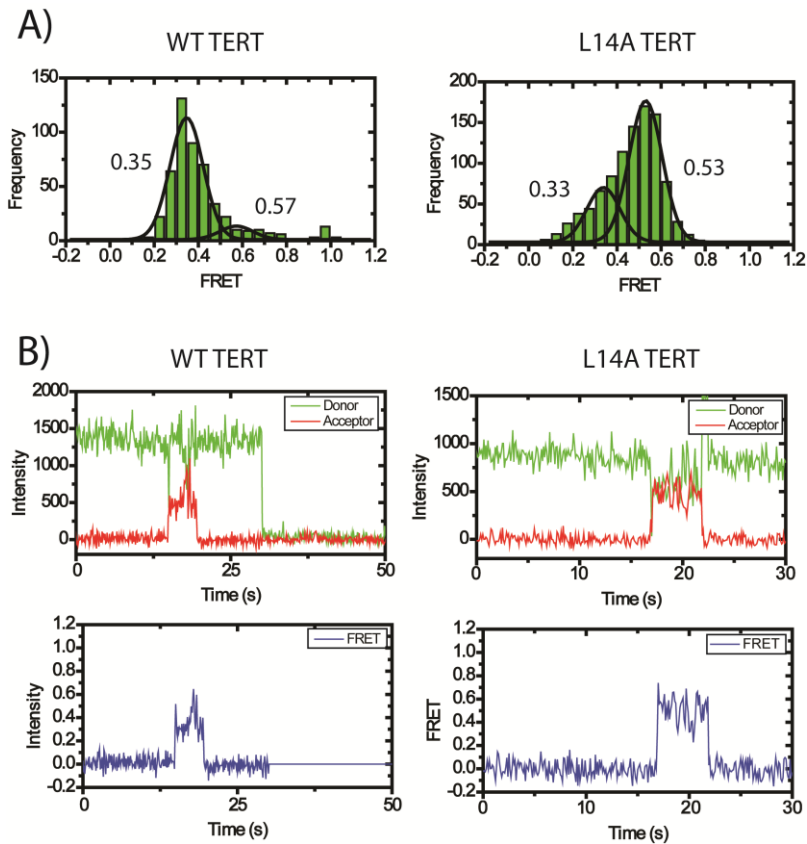 A)
WT TERT
L14A TERT
150
100
50
0
Frequency
0.35
0.57
-0.2 0.0 0.2 0.4 0.6 0.8 1.0 1.2
FRET
200
150
100
50
0
Frequency
0.33
0.53
-0.2 0.0 0.2 0.4 0.6 0.8 1.0 1.2
FRET
B)
WT TERT
L14A TERT
2000
1500
1000
500
0
Intensity
Donor
Acceptor
0 25 50
Time (s)
1500
1000
500
0
Intensity
Donor
Acceptor
0 10 20 30
Time (s)
1.2
1.0
0.8
0.6
0.4
0.2
0.0
-0.2
Intensity
FRET
0 25 50
Time (s)
1.2
1.0
0.8
0.6
0.4
0.2
0.0
-0.2
FRET
FRET
0 10 20 30
Time (s)